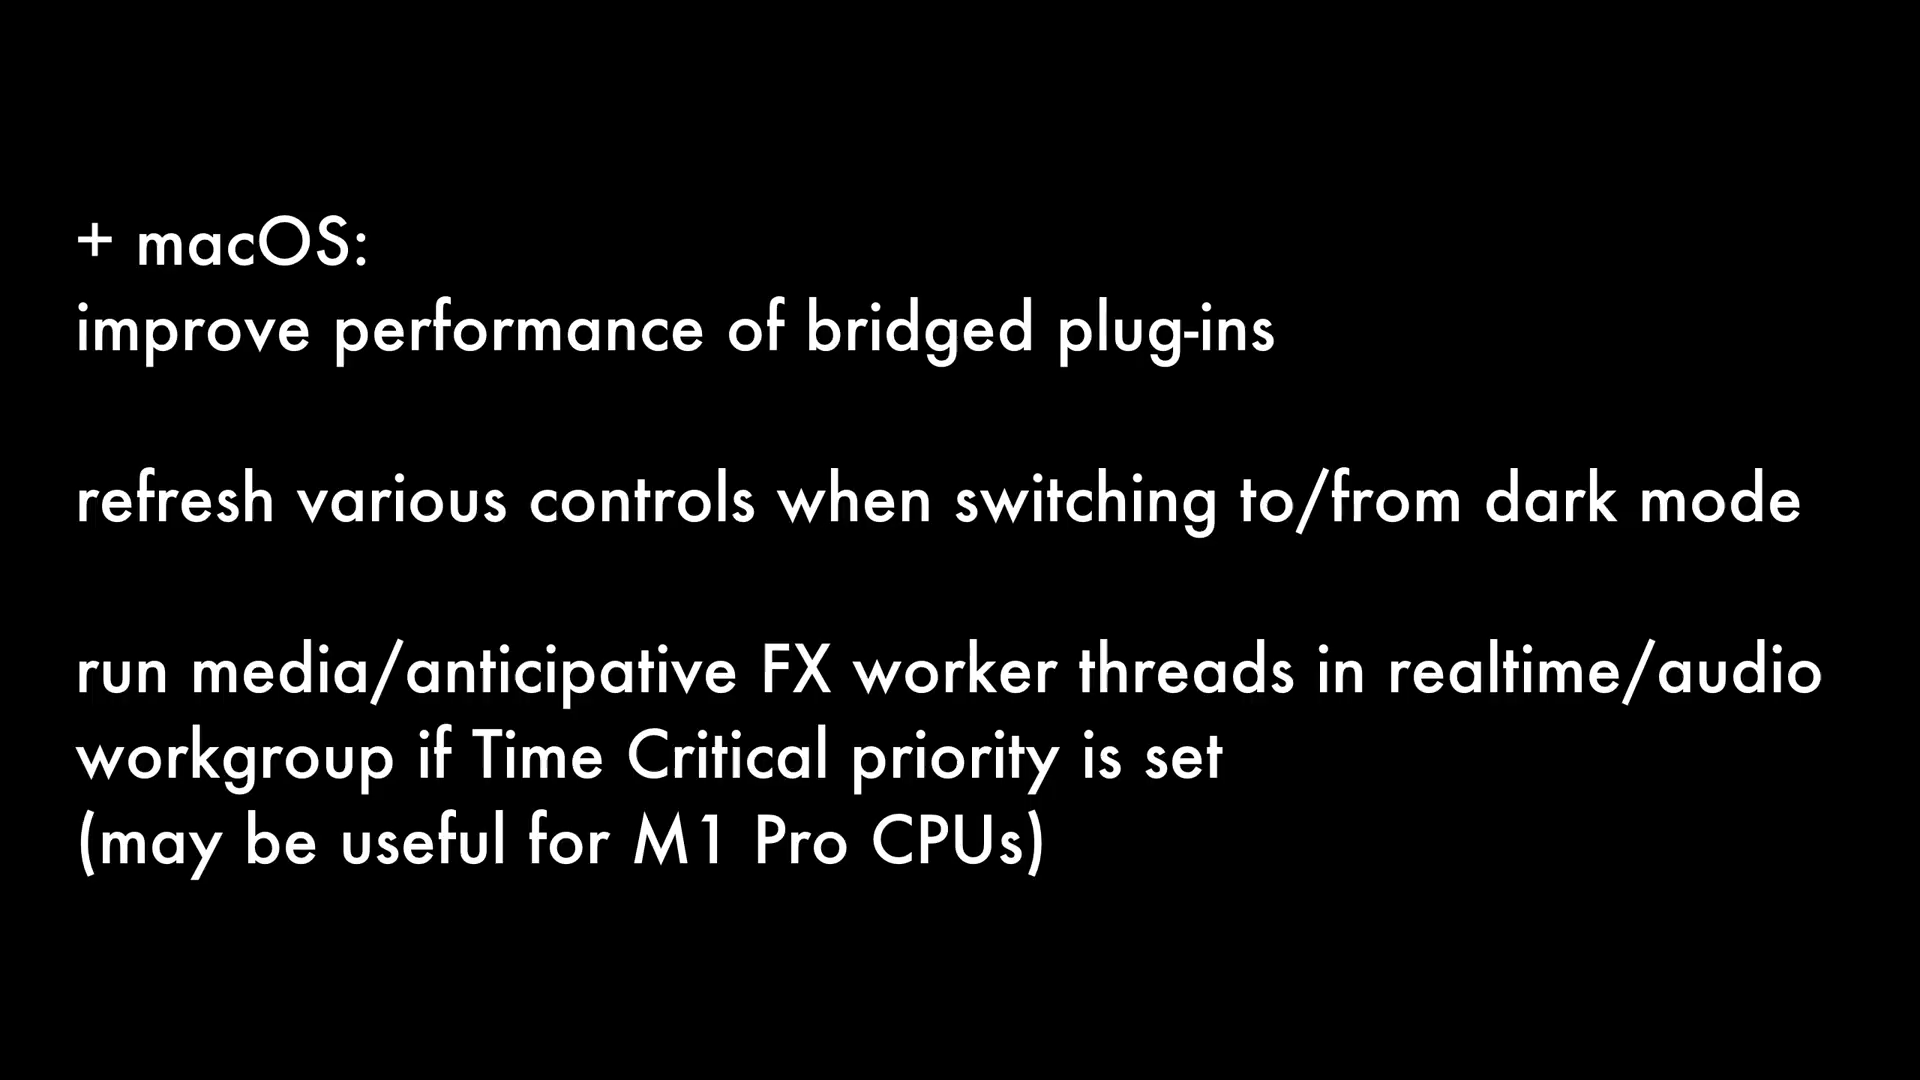 + macOS:
improve performance of bridged plug-ins
refresh various controls when switching to/from dark mode
run media/anticipative FX worker threads in realtime/audio
workgroup if Time Critical priority is set
(may be useful for M1 Pro CPUs)